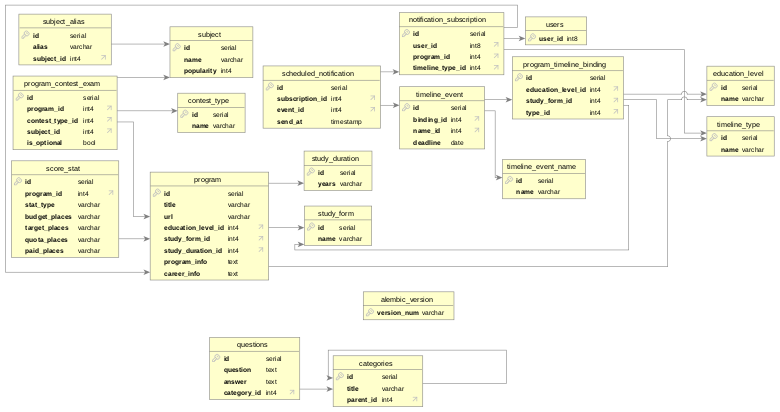 subject_alias
id serial
alias varchar
subject_id int4
subject
id serial
name varchar
popularity int4
notification_subscription
id serial
user_id int8
program_id int4
timeline_type_id int4
users
user_id int8
program_contest_exam
id serial
program_id int4
contest_type_id int4
subject_id int4
is_optional bool
contest_type
id serial
name varchar
scheduled_notification
id serial
subscription_id int4
event_id int4
send_at timestamp
timeline_event
id serial
binding_id int4
name_id int4
deadline date
program_timeline_binding
id serial
education_level_id int4
study_form_id int4
type_id int4
education_level
id serial
name varchar
timeline_type
id serial
name varchar
timeline_event_name
id serial
name varchar
score_stat
id serial
program_id int4
stat_type varchar
budget_places varchar
target_places varchar
quota_places varchar
paid_places varchar
program
id serial
title varchar
url varchar
education_level_id int4
study_form_id int4
study_duration_id int4
program_info text
career_info text
study_duration
id serial
years varchar
study_form
id serial
name varchar
alembic_version
version_num varchar
questions
id serial
question text
answer text
category_id int4
categories
id serial
title varchar
parent_id int4